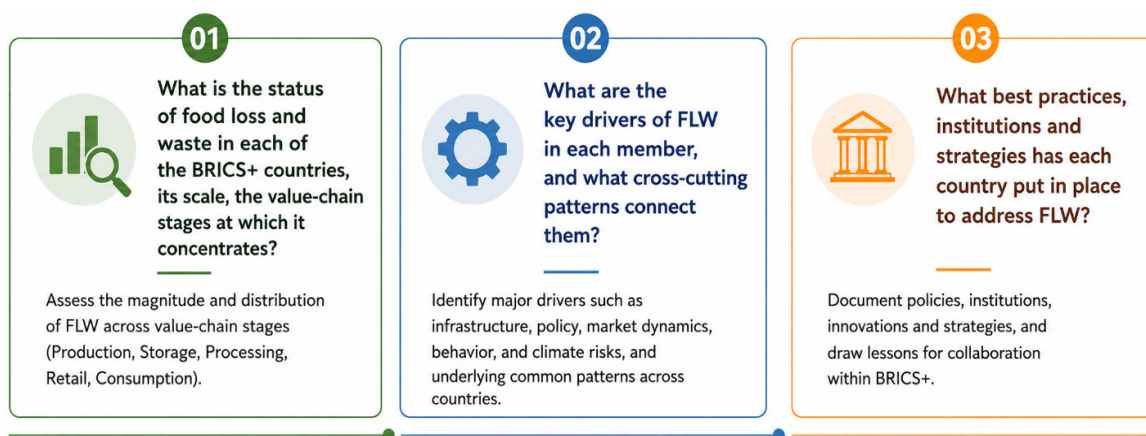 01
What is the status
of food loss and
waste in each of
the BRICS+ countries,
its scale, the value-chain
stages at which it
concentrates?
Assess the magnitude and distribution
of FLW across value-chain stages
(Production, Storage, Processing,
Retail, Consumption).
02
What are the
key drivers of FLW
in each member,
and what cross-cutting
patterns connect
them?
Identify major drivers such as
infrastructure, policy, market dynamics,
behavior, and climate risks, and
underlying common patterns across
countries.
03
What best practices,
institutions and
strategies has each
country put in place
to address FLW?
Document policies, institutions,
innovations and strategies, and
draw lessons for collaboration
within BRICS+.